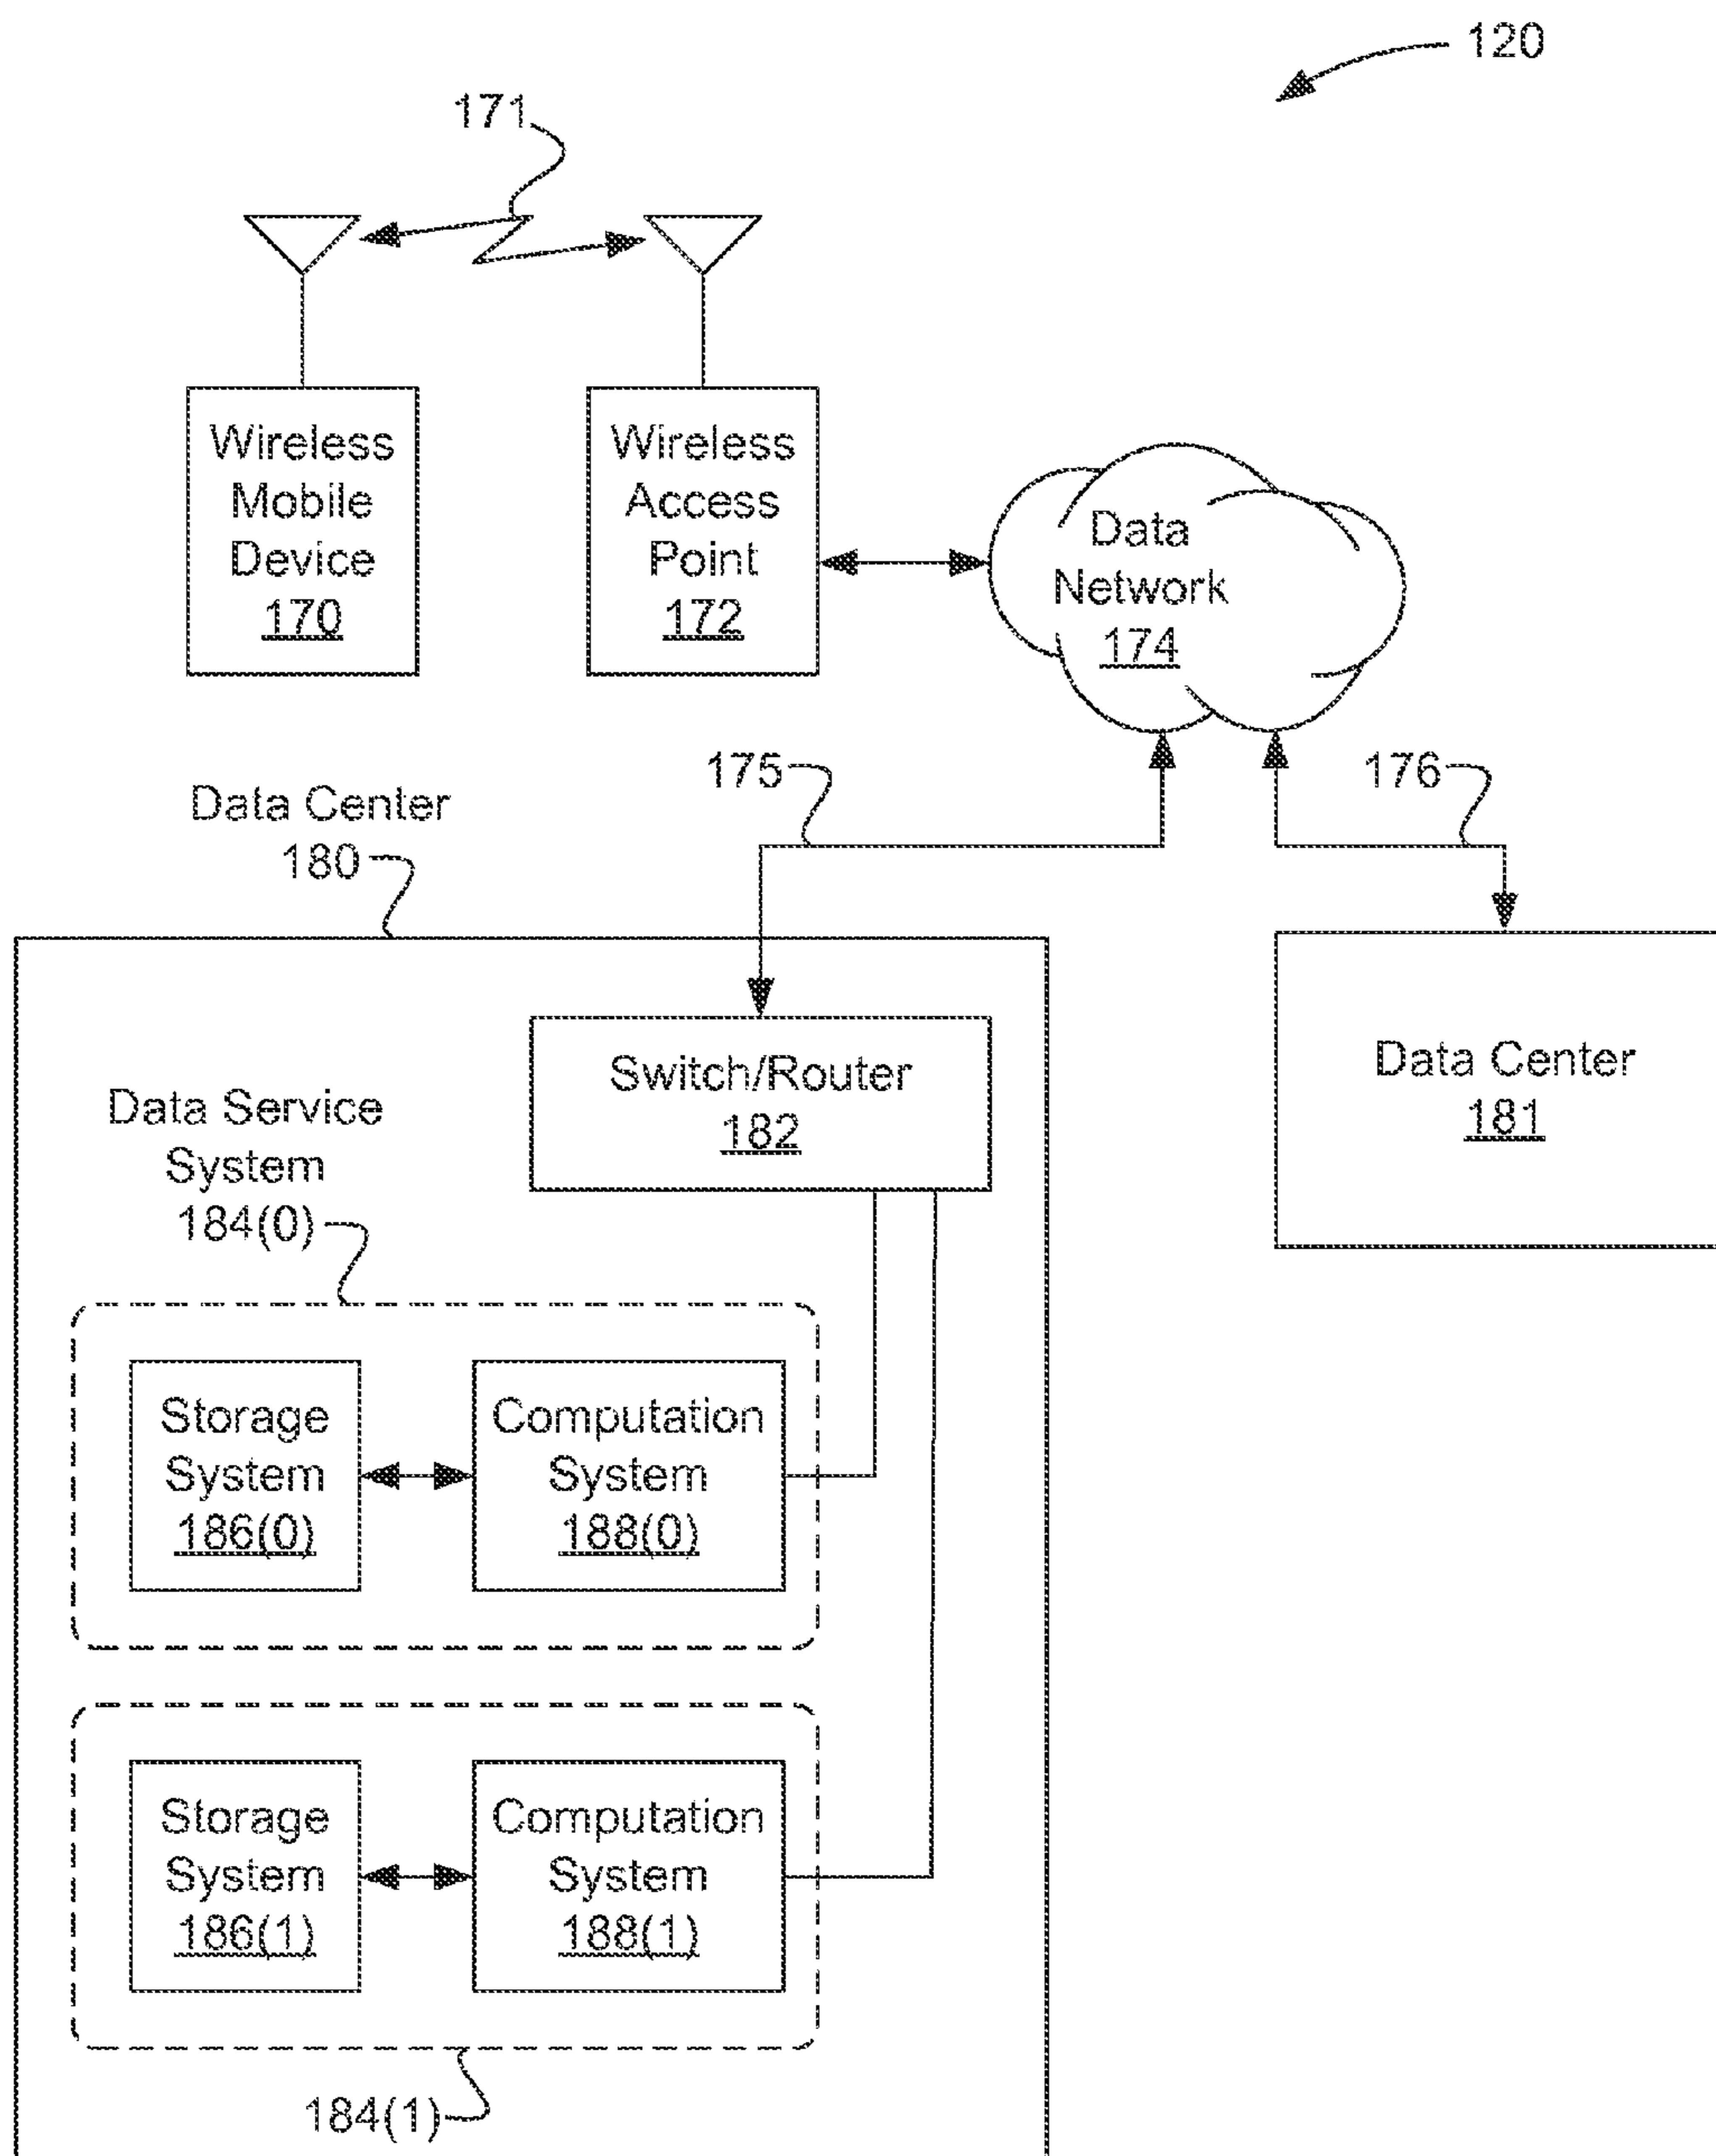 120
171
Wireless
Mobile
Device
170
Wireless
Access
Point
172
Data
Network
174
175
176
Data Center
180
Switch/Router
182
Data Center
181
Data Service
System
184(0)
Storage
System
186(0)
Computation
System
188(0)
Storage
System
186(1)
Computation
System
188(1)
184(1)